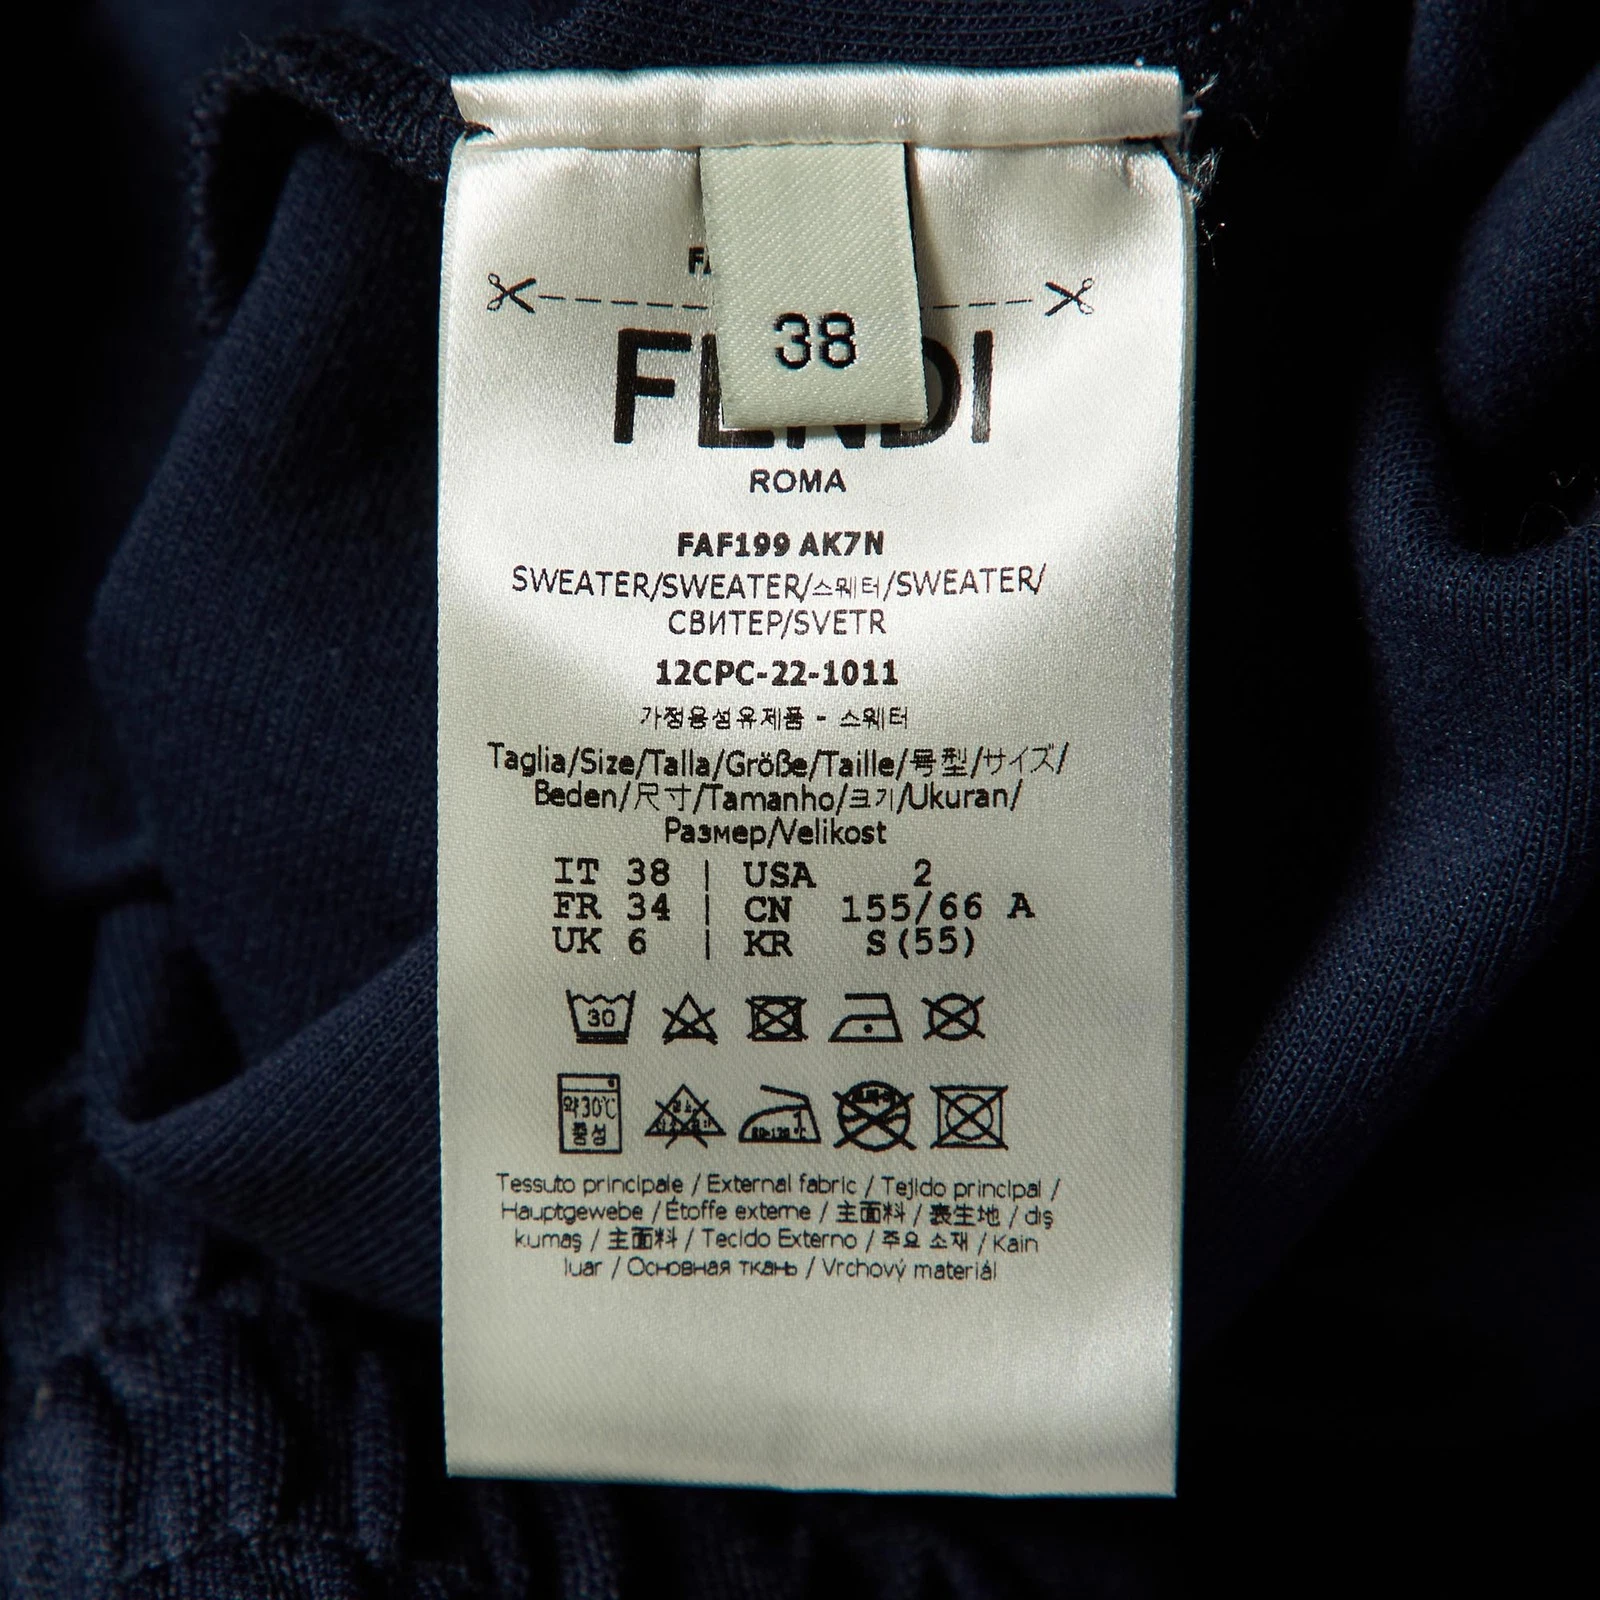 38
FENDI
ROMA
FAF199 AK7N
SWEATER/SWEATER/스웨터/SWEATER/
СВИТЕР/SVETR
12CPC-22-1011
가정용섬유제품 - 스웨터
Taglia/Size/Talla/Größe/Taille/号型/サイズ/
Beden/尺寸/Tamanho/크기/Ukuran/
Размер/Velikost
IT 38 | USA 2
FR 34 | CN 155/66 A
UK 6 | KR S(55)
30
약30℃
중성
Tessuto principale / External fabric / Tejido principal /
Hauptgewebe / Étoffe externe / 主面料 / 表生地 / dış
kumaş / 主面料 / Tecido Externo / 주요 소재 / Kain
luar / Основная ткань / Vrchový materiál